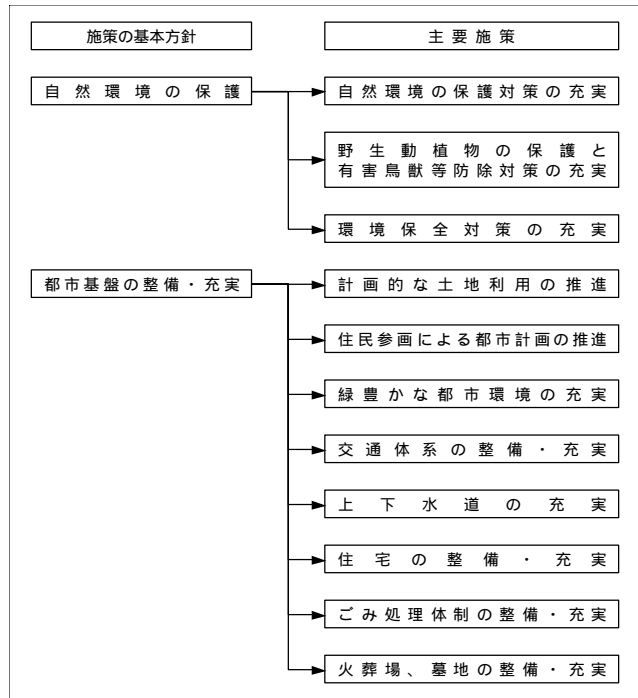 施策の基本方針
主要施策
自然環境の保護
自然環境の保護対策の充実
野生動植物の保護と
有害鳥獣等防除対策の充実
環境保全対策の充実
都市基盤の整備・充実
計画的な土地利用の推進
住民参画による都市計画の推進
緑豊かな都市環境の充実
交通体系の整備・充実
上下水道の充実
住宅の整備・充実
ごみ処理体制の整備・充実
火葬場、墓地の整備・充実